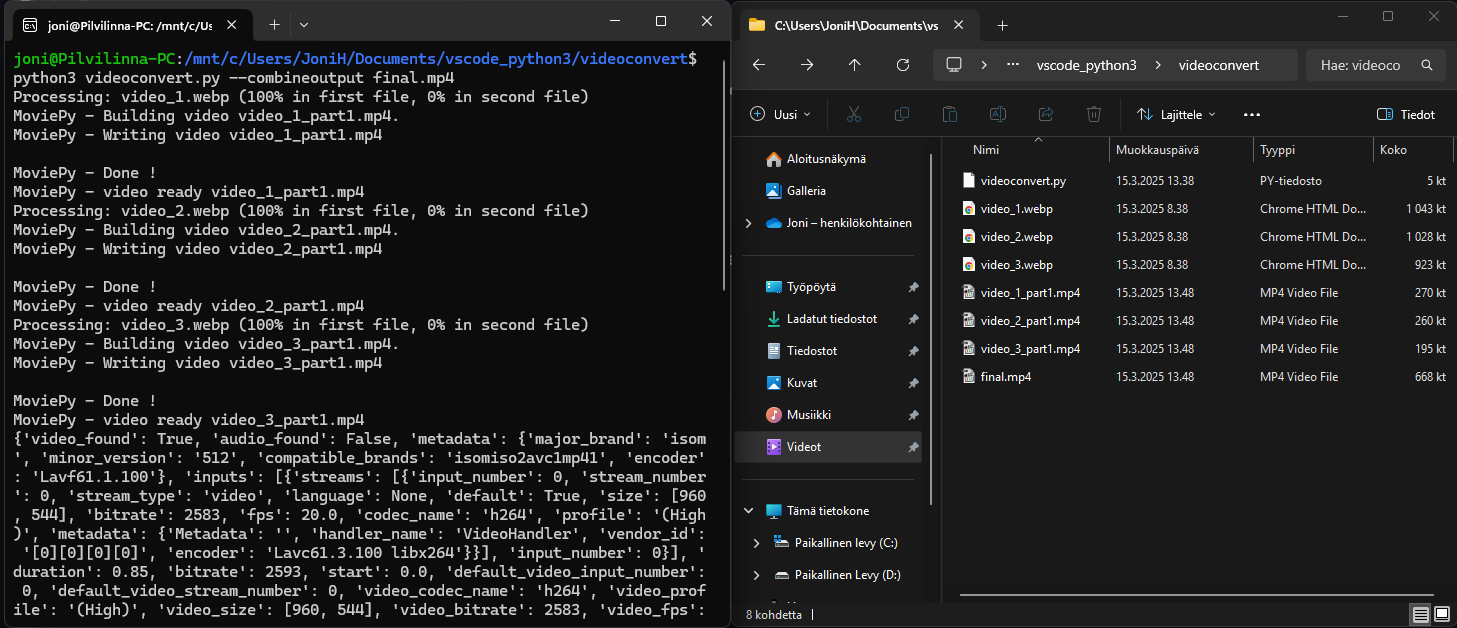 joni@Pilvilinna-PC: /mnt/c/Us
joni@Pilvilinna-PC:/mnt/c/Users/JoniH/Documents/vscode_python3/videoconvert$
python3 videoconvert.py --combineoutput final.mp4
Processing: video_1.webp (100% in first file, 0% in second file)
MoviePy - Building video video_1_part1.mp4.
MoviePy - Writing video video_1_part1.mp4
MoviePy - Done !
MoviePy - video ready video_1_part1.mp4
Processing: video_2.webp (100% in first file, 0% in second file)
MoviePy - Building video video_2_part1.mp4.
MoviePy - Writing video video_2_part1.mp4
MoviePy - Done !
MoviePy - video ready video_2_part1.mp4
Processing: video_3.webp (100% in first file, 0% in second file)
MoviePy - Building video video_3_part1.mp4.
MoviePy - Writing video video_3_part1.mp4
MoviePy - Done !
MoviePy - video ready video_3_part1.mp4
{'video_found': True, 'audio_found': False, 'metadata': {'major_brand': 'isom
', 'minor_version': '512', 'compatible_brands': 'isomiso2avc1mp41', 'encoder'
: 'Lavf61.1.100'}, 'inputs': [{'streams': [{'input_number': 0, 'stream_number
': 0, 'stream_type': 'video', 'language': None, 'default': True, 'size': [960
, 544], 'bitrate': 2583, 'fps': 20.0, 'codec_name': 'h264', 'profile': '(High
)', 'metadata': {'Metadata': '', 'handler_name': 'VideoHandler', 'vendor_id':
'[0][0][0][0]', 'encoder': 'Lavc61.3.100 libx264'}}], 'input_number': 0}], '
duration': 0.85, 'bitrate': 2593, 'start': 0.0, 'default_video_input_number':
0, 'default_video_stream_number': 0, 'video_codec_name': 'h264', 'video_prof
ile': '(High)', 'video_size': [960, 544], 'video_bitrate': 2583, 'video_fps':
C:\Users\JoniH\Documents\vs
vscode_python3 > videoconvert
Hae: videoco
Uusi
Lajittele
Tiedot
Aloitusnäkymä
Galleria
Joni – henkilökohtainen
Työpöytä
Ladatut tiedostot
Tiedostot
Kuvat
Musiikki
Videot
Tämä tietokone
Paikallinen levy (C:)
Paikallinen Levy (D:)
Nimi Muokkauspäivä Tyyppi Koko
videoconvert.py 15.3.2025 13.38 PY-tiedosto 5 kt
video_1.webp 15.3.2025 8.38 Chrome HTML Do... 1 043 kt
video_2.webp 15.3.2025 8.38 Chrome HTML Do... 1 028 kt
video_3.webp 15.3.2025 8.38 Chrome HTML Do... 923 kt
video_1_part1.mp4 15.3.2025 13.48 MP4 Video File 270 kt
video_2_part1.mp4 15.3.2025 13.48 MP4 Video File 260 kt
video_3_part1.mp4 15.3.2025 13.48 MP4 Video File 195 kt
final.mp4 15.3.2025 13.48 MP4 Video File 668 kt
8 kohdetta